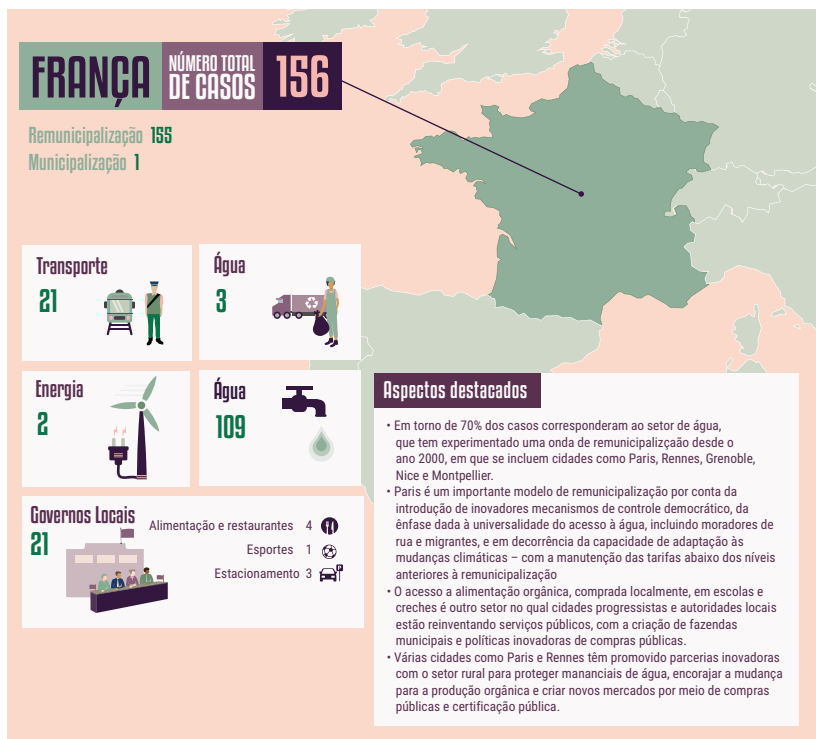 FRANÇA
NÚMERO TOTAL
DE CASOS
156
Remunicipalização 155
Municipalização 1
Transporte
21
Água
3
Energia
2
Água
109
Governos Locais
21
Alimentação e restaurantes 4
Esportes 1
Estacionamento 3
P
Aspectos destacados
• Em torno de 70% dos casos corresponderam ao setor de água,
que tem experimentado uma onda de remunicipalizçaão desde o
ano 2000, em que se incluem cidades como Paris, Rennes, Grenoble,
Nice e Montpellier.
• Paris é um importante modelo de remunicipalização por conta da
introdução de inovadores mecanismos de controle democrático, da
ênfase dada à universalidade do acesso à água, incluindo moradores de
rua e migrantes, e em decorrência da capacidade de adaptação às
mudanças climáticas – com a manutenção das tarifas abaixo dos níveis
anteriores à remunicipalização
• O acesso a alimentação orgânica, comprada localmente, em escolas e
creches é outro setor no qual cidades progressistas e autoridades locais
estão reinventando serviços públicos, com a criação de fazendas
municipais e políticas inovadoras de compras públicas.
• Várias cidades como Paris e Rennes têm promovido parcerias inovadoras
com o setor rural para proteger mananciais de água, encorajar a mudança
para a produção orgânica e criar novos mercados por meio de compras
públicas e certificação pública.